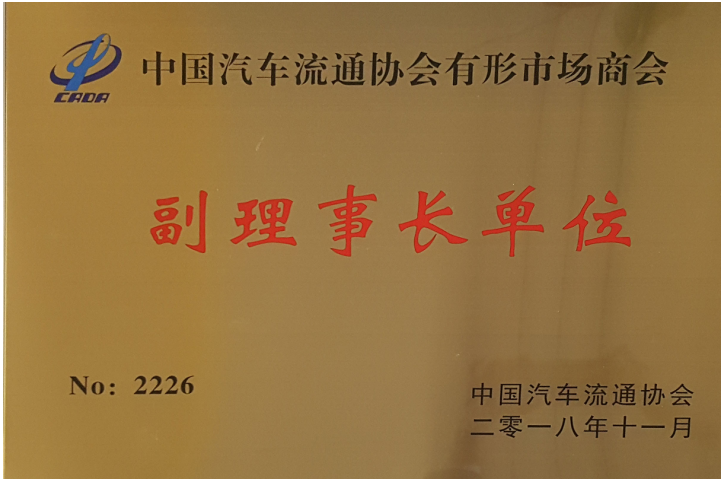 CADA
中国汽车流通协会有形市场商会
副理事长单位
No：2226
中国汽车流通协会
二零一八年十一月